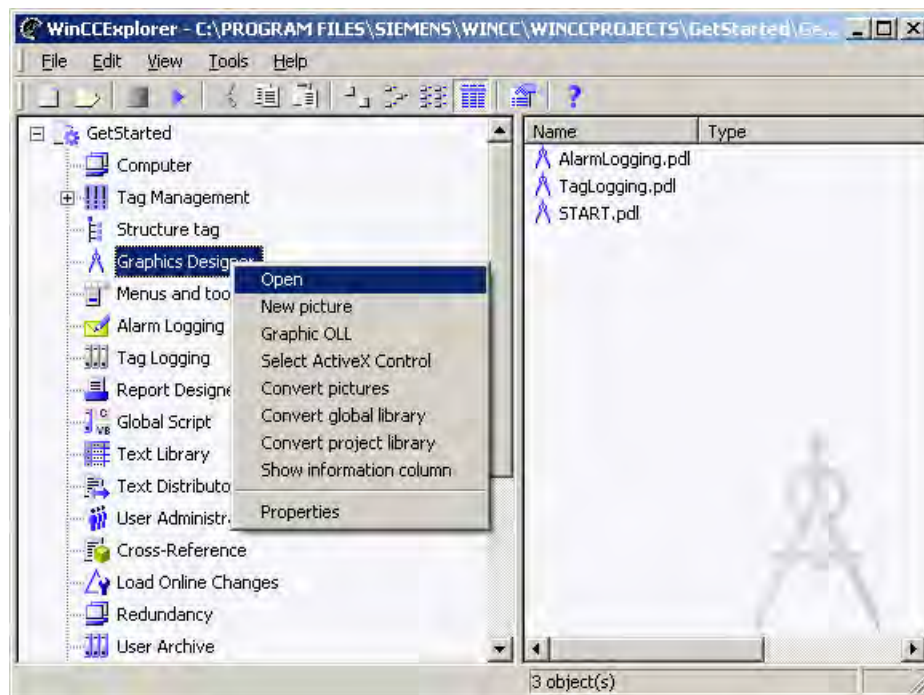 WinCCExplorer - C:\PROGRAM FILES\SIEMENS\WINCC\WINCCPROJECTS\GetStarted\Ge...
File Edit View Tools Help
GetStarted
Computer
Tag Management
Structure tag
Graphics Designer
Menus and too
Alarm Logging
Tag Logging
Report Designe
Global Script
Text Library
Text Distributo
User Administr
Cross-Reference
Load Online Changes
Redundancy
User Archive
Open
New picture
Graphic OLL
Select ActiveX Control
Convert pictures
Convert global library
Convert project library
Show information column
Properties
Name Type
AlarmLogging.pdl
TagLogging.pdl
START.pdl
3 object(s)